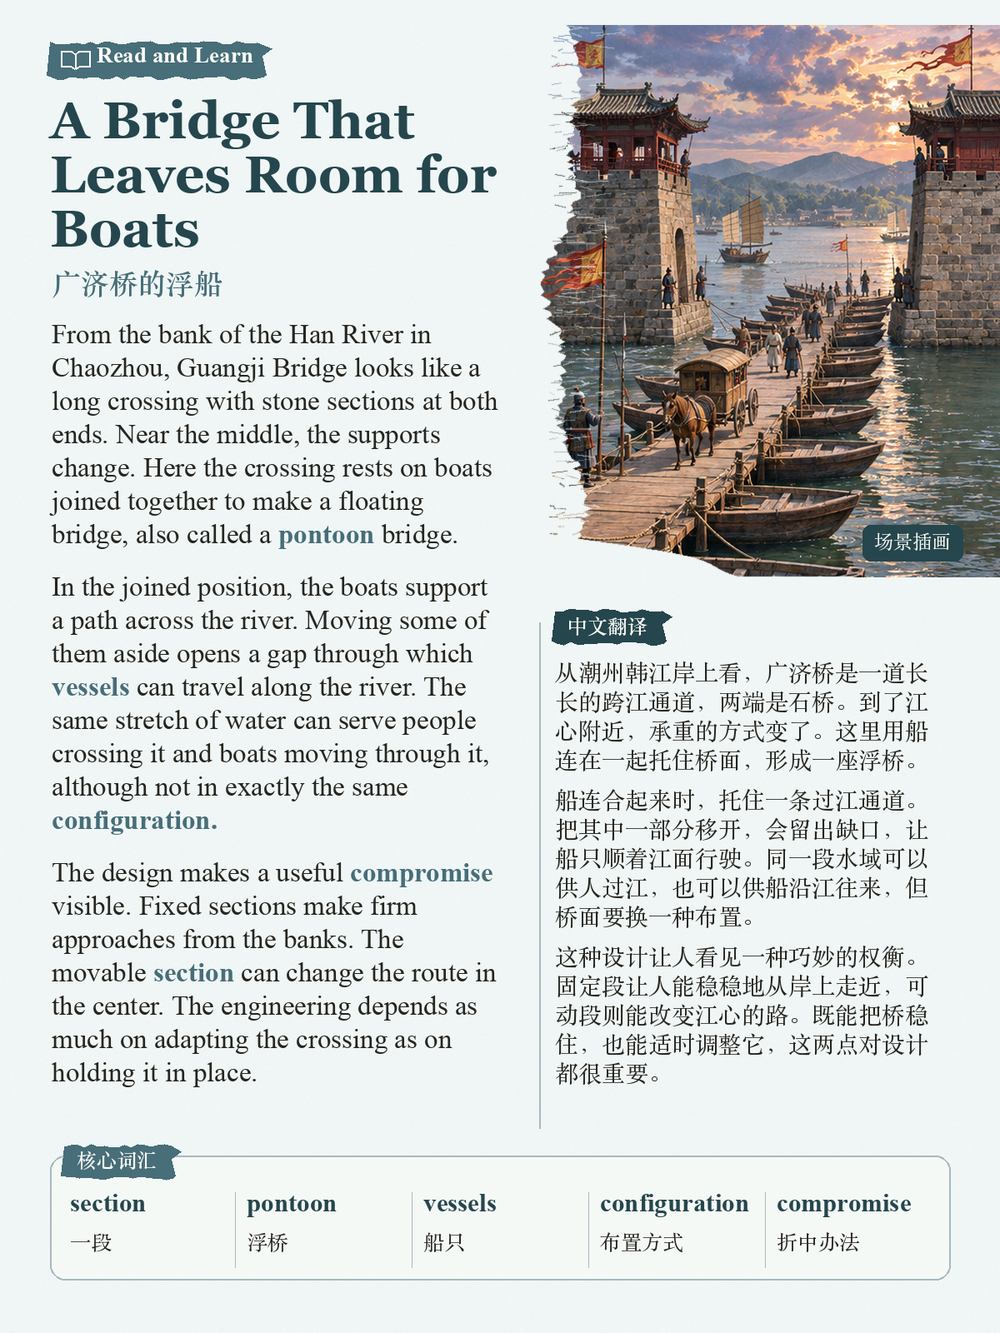 Read and Learn
A Bridge That
Leaves Room for
Boats
广济桥的浮船
From the bank of the Han River in
Chaozhou, Guangji Bridge looks like a
long crossing with stone sections at both
ends. Near the middle, the supports
change. Here the crossing rests on boats
joined together to make a floating
bridge, also called a pontoon bridge.
In the joined position, the boats support
a path across the river. Moving some of
them aside opens a gap through which
vessels can travel along the river. The
same stretch of water can serve people
crossing it and boats moving through it,
although not in exactly the same
configuration.
The design makes a useful compromise
visible. Fixed sections make firm
approaches from the banks. The
movable section can change the route in
the center. The engineering depends as
much on adapting the crossing as on
holding it in place.
场景插画
中文翻译
从潮州韩江岸上看，广济桥是一道长
长的跨江通道，两端是石桥。到了江
心附近，承重的方式变了。这里用船
连在一起托住桥面，形成一座浮桥。
船连合起来时，托住一条过江通道。
把其中一部分移开，会留出缺口，让
船只顺着江面行驶。同一段水域可以
供人过江，也可以供船沿江往来，但
桥面要换一种布置。
这种设计让人看见一种巧妙的权衡。
固定段让人能稳稳地从岸上走近，可
动段则能改变江心的路。既能把桥稳
住，也能适时调整它，这两点对设计
都很重要。
核心词汇
section
一段
pontoon
浮桥
vessels
船只
configuration
布置方式
compromise
折中办法